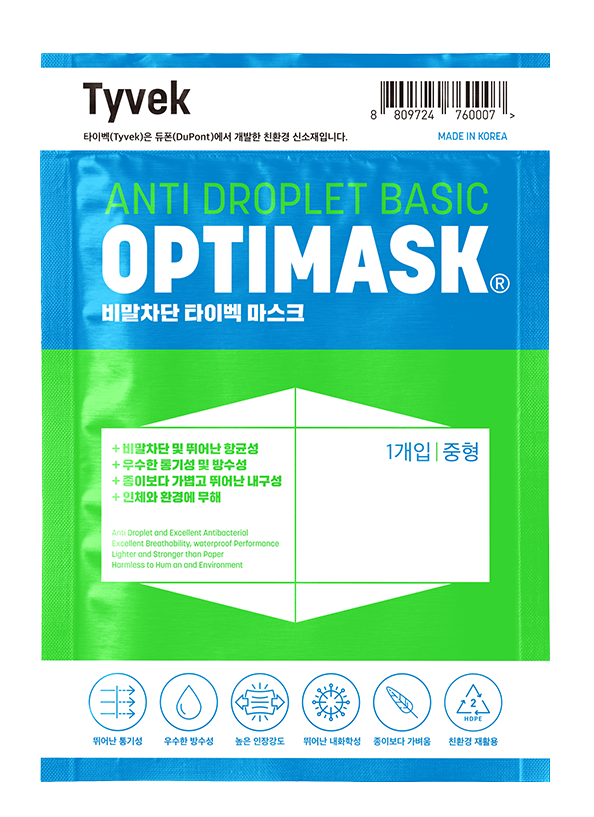 Tyvek
타이벡(Tyvek)은 듀폰(DuPont)에서 개발한 친환경 신소재입니다.
8 809724 760007 >
MADE IN KOREA
ANTI DROPLET BASIC
OPTIMASK®
비말차단 타이벡 마스크
+ 비말차단 및 뛰어난 항균성
+ 우수한 통기성 및 방수성
+ 종이보다 가볍고 뛰어난 내구성
+ 인체와 환경에 무해
Anti Droplet and Excellent Antibacterial
Excellent Breathability, waterproof Performance
Lighter and Stronger than Paper
Harmless to Hum an and Environment
1개입|중형
2
HDPE
뛰어난 통기성
우수한 방수성
높은 인장강도
뛰어난 내화학성
종이보다 가벼움
친환경 재활용